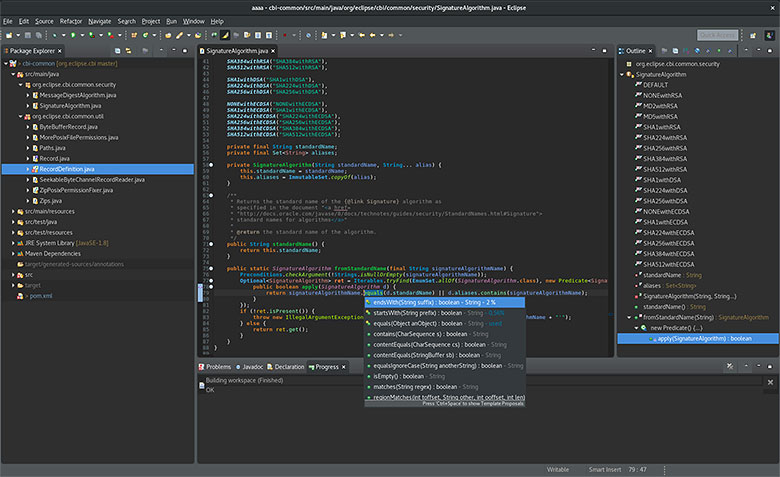 aaaa - cbi-common/src/main/java/org/eclipse/cbi/common/security/SignatureAlgorithm.java - Eclipse
File Edit Source Refactor Navigate Search Project Run Window Help
Quick Access
Package Explorer
> cbi-common [org.eclipse.cbi master]
src/main/java
org.eclipse.cbi.common.security
MessageDigestAlgorithm.java
SignatureAlgorithm.java
org.eclipse.cbi.common.util
ByteBufferRecord.java
MorePosixFilePermissions.java
Paths.java
Record.java
RecordDefinition.java
SeekableByteChannelRecordReader.java
ZipPosixPermissionFixer.java
Zips.java
src/main/resources
src/test/java
src/test/resources
JRE System Library [JavaSE-1.8]
Maven Dependencies
target/generated-sources/annotations
src
target
> pom.xml
SignatureAlgorithm.java
SHA384withRSA("SHA384withRSA"),
SHA512withRSA("SHA512withRSA"),
SHA1withDSA("SHA1withDSA"),
SHA224withDSA("SHA224withDSA"),
SHA256withDSA("SHA256withDSA"),
NONEwithECDSA("NONEwithECDSA"),
SHA1withECDSA("SHA1withECDSA"),
SHA224withECDSA("SHA224withECDSA"),
SHA256withECDSA("SHA256withECDSA"),
SHA384withECDSA("SHA384withECDSA"),
SHA512withECDSA("SHA512withECDSA");
private final String standardName;
private final Set<String> aliases;
private SignatureAlgorithm(String standardName, String... alias) {
this.standardName = standardName;
this.aliases = ImmutableSet.copyOf(alias);
}
/**
* Returns the standard name of the {@link Signature} algorithm as
* specified in the document "<a href=
* "http://docs.oracle.com/javase/8/docs/technotes/guides/security/StandardNames.html#Signature">
* standard names for algorithms</a>"
*
* @return the standard name of the algorithm.
*/
public String standardName() {
return this.standardName;
}
public static SignatureAlgorithm fromStandardName(final String signatureAlgorithmName) {
Preconditions.checkArgument(!Strings.isNullOrEmpty(signatureAlgorithmName));
Optional<SignatureAlgorithm> ret = Iterables.tryFind(EnumSet.allOf(SignatureAlgorithm.class), new Predicate<Signa
public boolean apply(SignatureAlgorithm d) {
return signatureAlgorithmName.equals(d.standardName) || d.aliases.contains(signatureAlgorithmName);
}
});
if (!ret.isPresent()) {
throw new IllegalArgumentException
hmName + "'");
} else {
return ret.get();
}
}
endsWith(String suffix) : boolean - String - 2 %
startsWith(String prefix) : boolean - String
equals(Object anObject) : boolean - String - used
contains(CharSequence s) : boolean - String
contentEquals(CharSequence cs) : boolean - String
contentEquals(StringBuffer sb) : boolean - String
equalsIgnoreCase(String anotherString) : boolean - String
isEmpty() : boolean - String
matches(String regex) : boolean - String
regionMatches(int toffset, String other, int ooffset, int len)
Press 'Ctrl+Space' to show Template Proposals
Outline
org.eclipse.cbi.common.security
SignatureAlgorithm
DEFAULT
NONEwithRSA
MD2withRSA
MD5withRSA
SHA1withRSA
SHA224withRSA
SHA256withRSA
SHA384withRSA
SHA512withRSA
SHA1withDSA
SHA224withDSA
SHA256withDSA
NONEwithECDSA
SHA1withECDSA
SHA224withECDSA
SHA256withECDSA
SHA384withECDSA
SHA512withECDSA
standardName : String
aliases : Set<String>
SignatureAlgorithm(String, String...)
standardName() : String
fromStandardName(String) : SignatureAlgorithm
new Predicate() {...}
apply(SignatureAlgorithm) : boolean
Problems Javadoc Declaration Progress
Building workspace (Finished)
OK
Writable Smart Insert 79 : 47